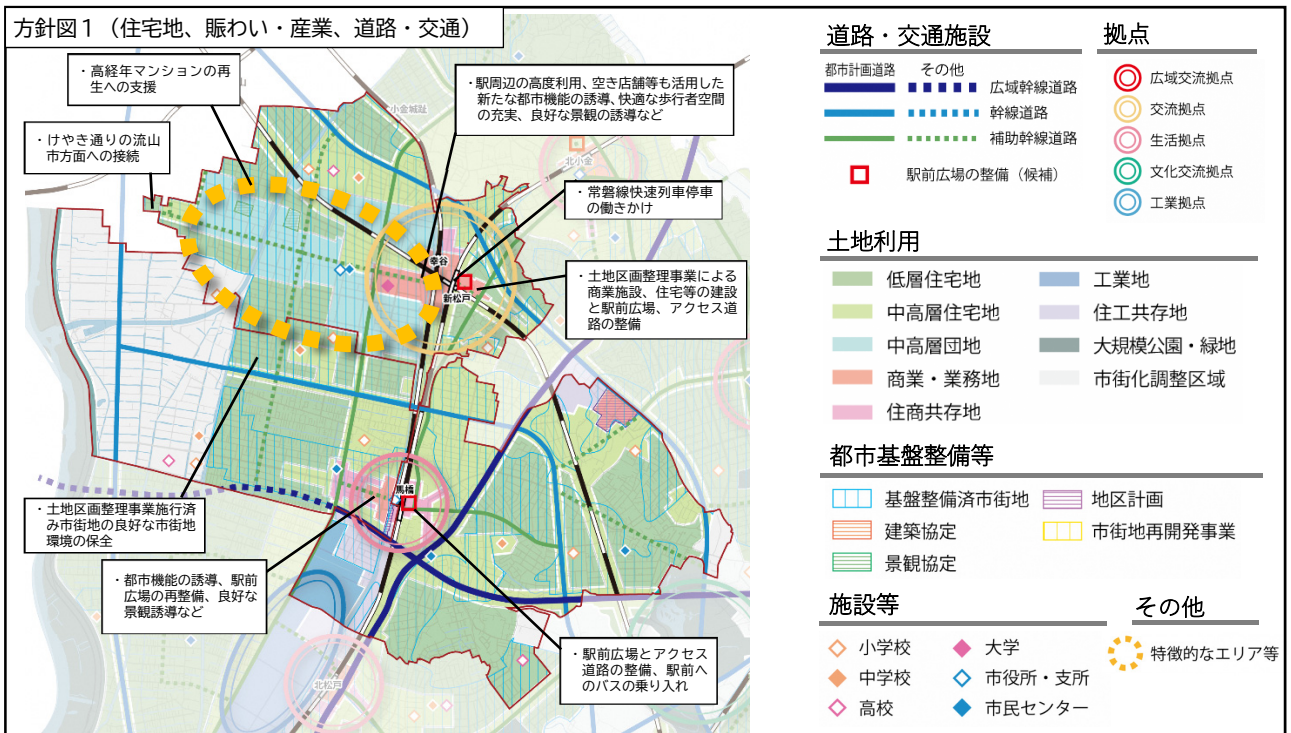 方針図１（住宅地、賑わい・産業、道路・交通）
・高経年マンションの再
生への支援
・けやき通りの流山
市方面への接続
・駅周辺の高度利用、空き店舗等も活用した
新たな都市機能の誘導、快適な歩行者空間
の充実、良好な景観の誘導など
・常磐線快速列車停車
の働きかけ
・土地区画整理事業による
商業施設、住宅等の建設
と駅前広場、アクセス道
路の整備
・土地区画整理事業施行済
み市街地の良好な市街地
環境の保全
・都市機能の誘導、駅前
広場の再整備、良好な
景観誘導など
・駅前広場とアクセス
道路の整備、駅前へ
のバスの乗り入れ
小金城趾
北小金
幸谷
新松戸
馬橋
北松戸
道路・交通施設
都市計画道路 その他
広域幹線道路
幹線道路
補助幹線道路
駅前広場の整備（候補）
拠点
広域交流拠点
交流拠点
生活拠点
文化交流拠点
工業拠点
土地利用
低層住宅地
中高層住宅地
中高層団地
商業・業務地
住商共存地
工業地
住工共存地
大規模公園・緑地
市街化調整区域
都市基盤整備等
基盤整備済市街地
建築協定
景観協定
地区計画
市街地再開発事業
施設等
小学校
中学校
高校
大学
市役所・支所
市民センター
その他
特徴的なエリア等